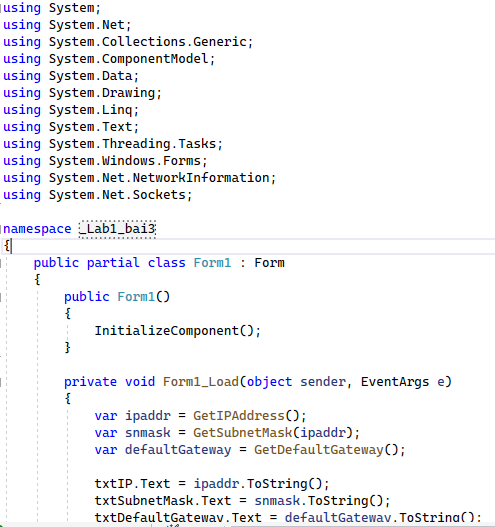 using System;
using System.Net;
using System.Collections.Generic;
using System.ComponentModel;
using System.Data;
using System.Drawing;
using System.Linq;
using System.Text;
using System.Threading.Tasks;
using System.Windows.Forms;
using System.Net.NetworkInformation;
using System.Net.Sockets;
namespace _Lab1_bai3
{
public partial class Form1 : Form
{
public Form1()
{
InitializeComponent();
}
private void Form1_Load(object sender, EventArgs e)
{
var ipaddr = GetIPAddress();
var snmask = GetSubnetMask(ipaddr);
var defaultGateway = GetDefaultGateway();
txtIP.Text = ipaddr.ToString();
txtSubnetMask.Text = snmask.ToString();
txtDefaultGateway.Text = defaultGateway.ToString();